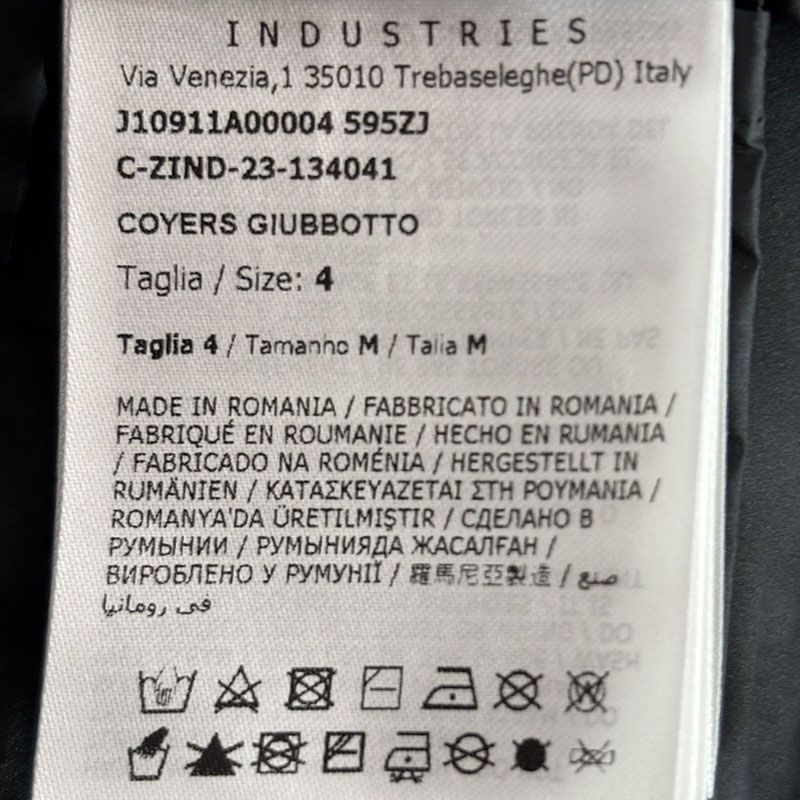 INDUSTRIES
Via Venezia,1 35010 Trebaseleghe(PD) Italy
J10911A00004 595ZJ
C-ZIND-23-134041
COYERS GIUBBOTTO
Taglia / Size: 4
Taglia 4 / Tamanho M / Talla M
MADE IN ROMANIA / FABBRICATO IN ROMANIA /
FABRIQUÉ EN ROUMANIE / HECHO EN RUMANIA
/ FABRICADO NA ROMÉNIA / HERGESTELLT IN
RUMÄNIEN / ΚΑΤΑΣΚΕΥΑΖΕΤΑΙ ΣΤΗ ΡΟΥΜΑΝΙΑ /
ROMANYA'DA ÜRETILMIŞTIR / СДЕЛАНО В
РУМЫНИИ / РУМЫНИЯДА ЖАСАЛҒАН /
ВИРОБЛЕНО У РУМУНІЇ / 羅馬尼亞製造 / صنع
في رومانيا